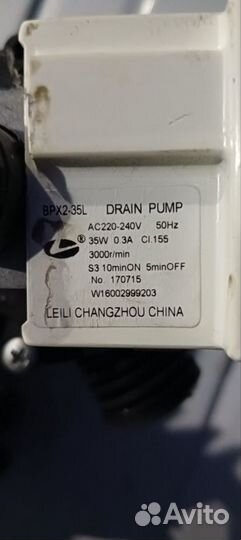 BPX2-35L DRAIN PUMP
AC220-240V 50Hz
35W 0.3A Cl.155
3000r/min
S3 10minON 5minOFF
No. 170715
W16002999203
LEILI CHANGZHOU CHINA
Avito